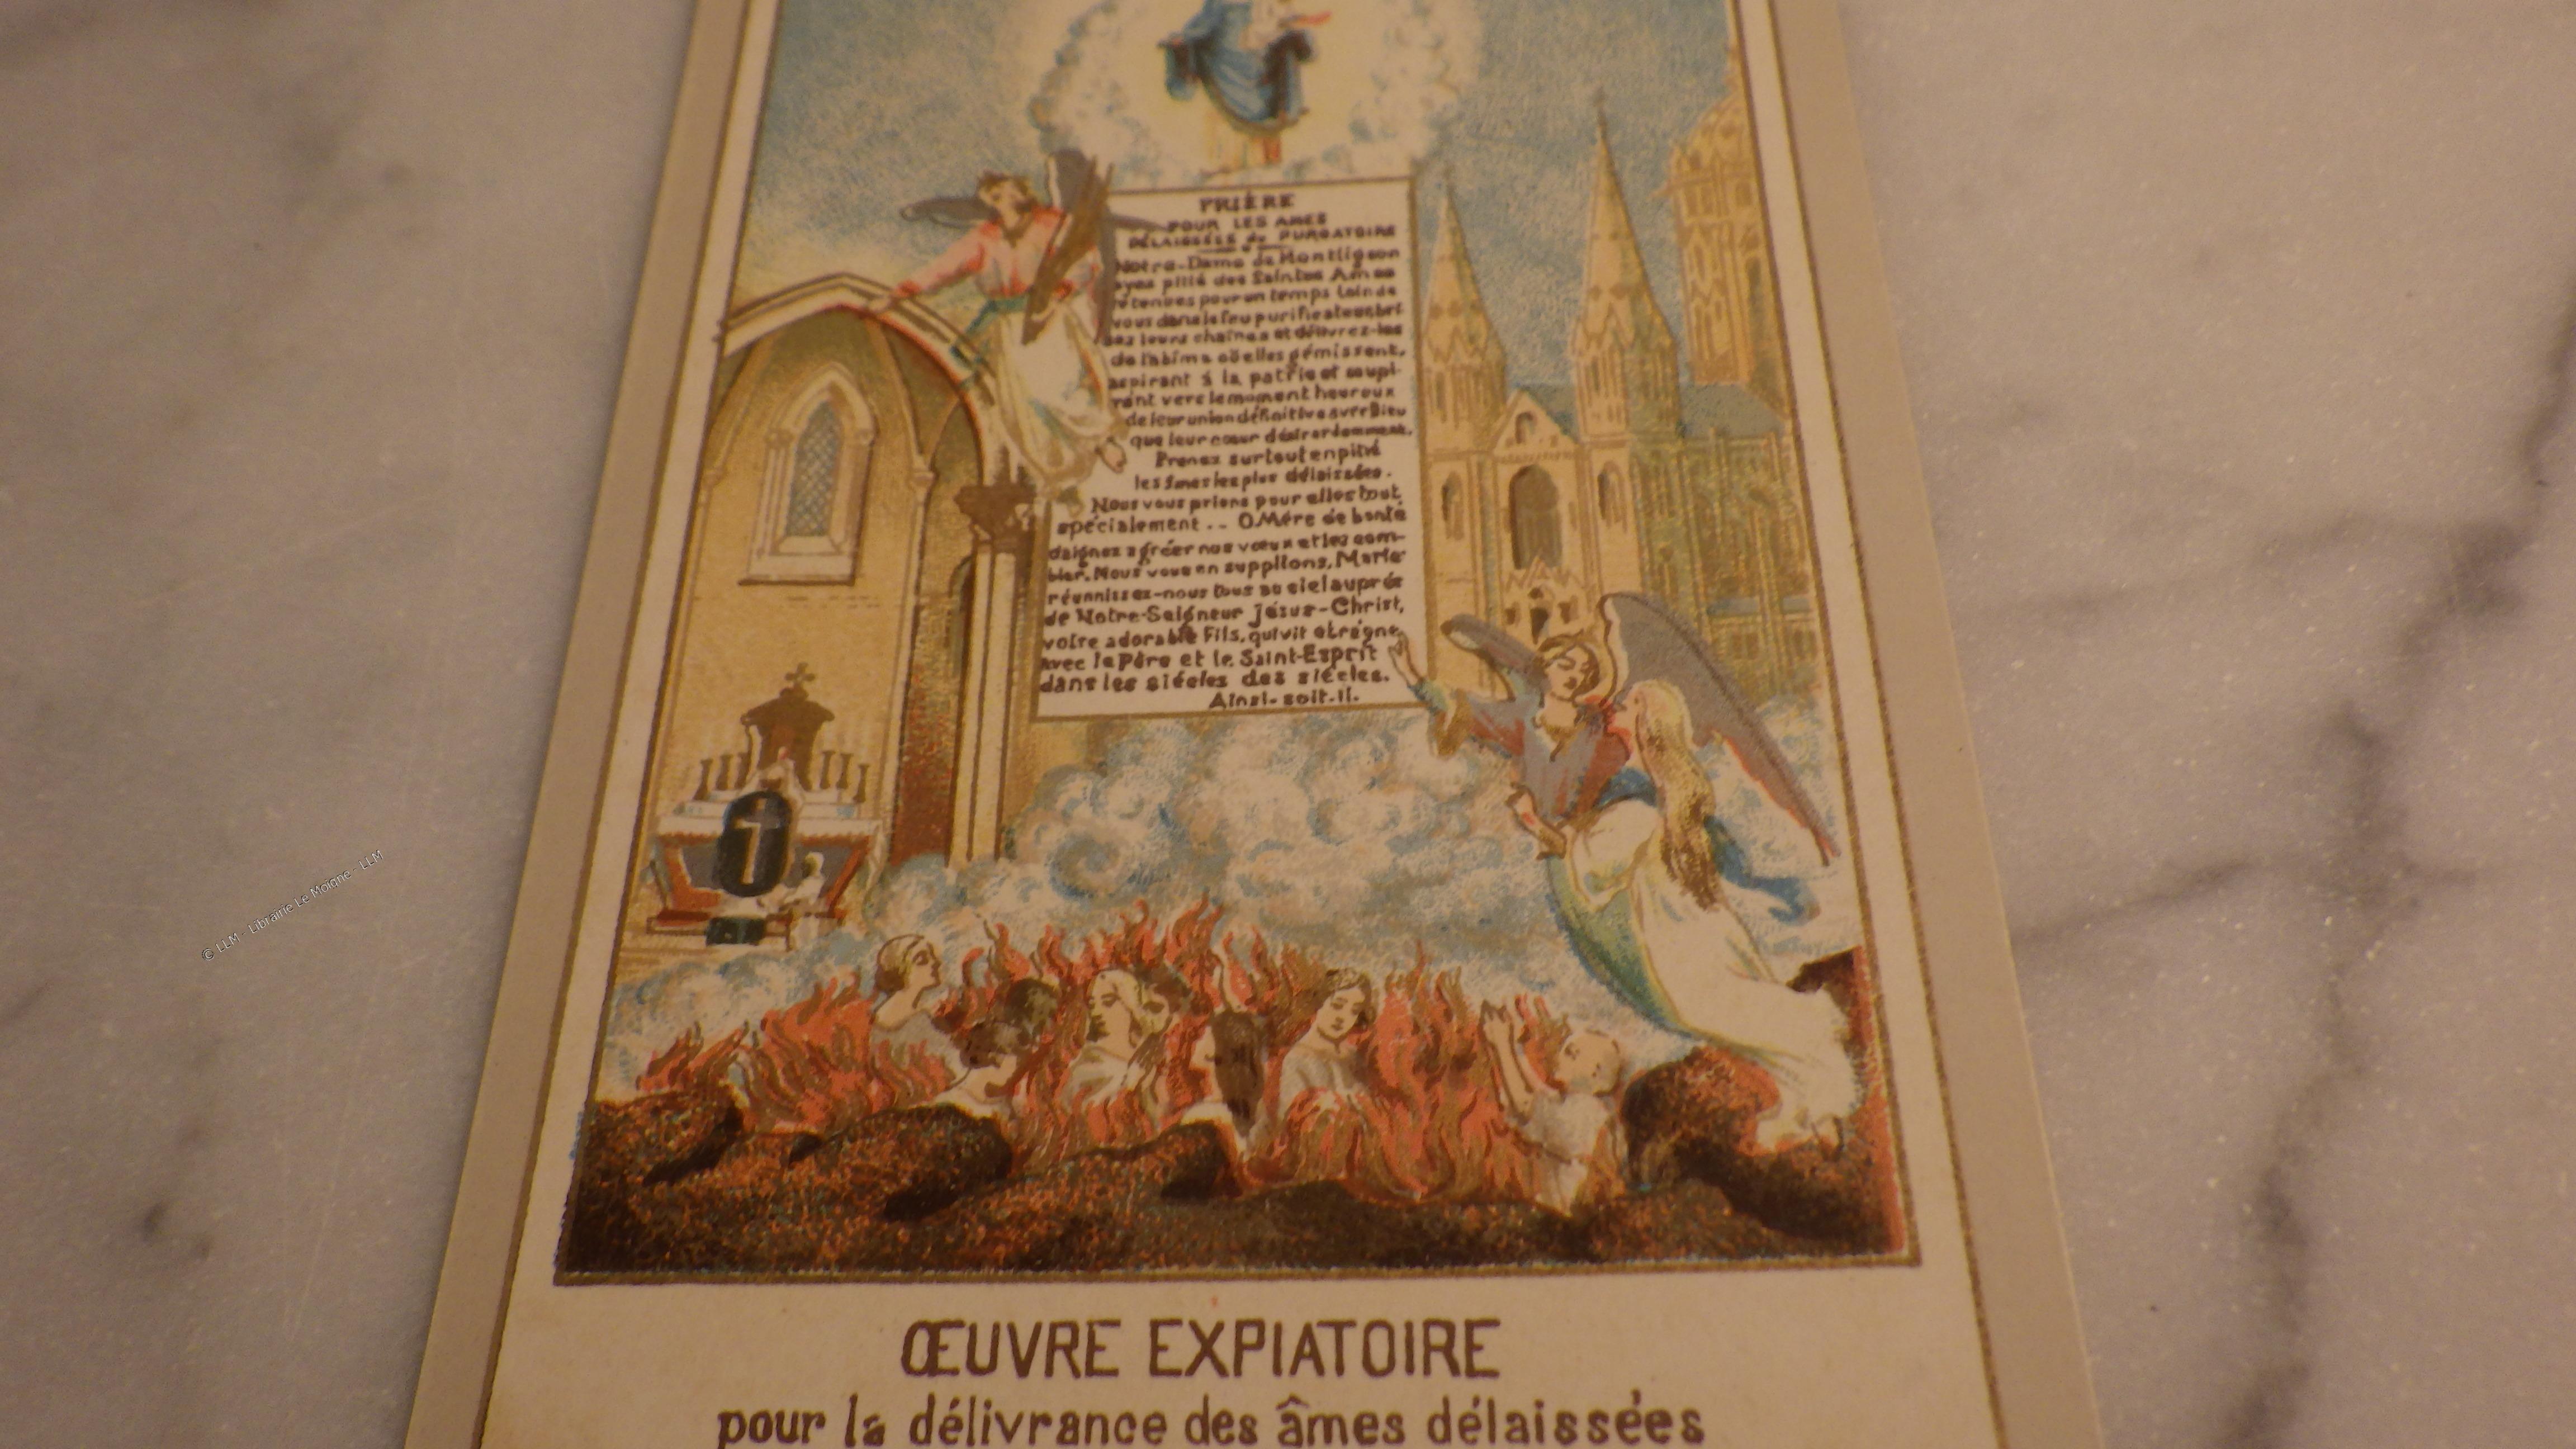 PRIÈRE
POUR LES AMES
DÉLAISSÉES du PURGATOIRE
Notre-Dame de Montligeon
ayez pitié des Saintes Ames
retenues pour un temps loin de
vous dans le feu purificateur bri-
sez leurs chaînes et délivrez-les
de l'abîme où elles gémissent,
aspirant à la patrie et soupi-
rant vers le moment heureux
de leur union définitive avec Dieu
que leur cœur désire ardemment.
Prenez surtout en pitié
les âmes les plus délaissées.
Nous vous prions pour elles tout
spécialement .. O Mère de bonté
daignez agréer nos vœux et les com-
bler. Nous vous en supplions, Marie
réunnissez-nous tous au ciel auprès
de Notre-Seigneur Jésus-Christ,
votre adorable Fils, qui vit et règne
avec le Père et le Saint-Esprit
dans les siécles des siécles.
Ainsi-soit-il.
© LLM - Librairie Le Moigne - LLM
ŒUVRE EXPIATOIRE
pour la délivrance des âmes délaissées